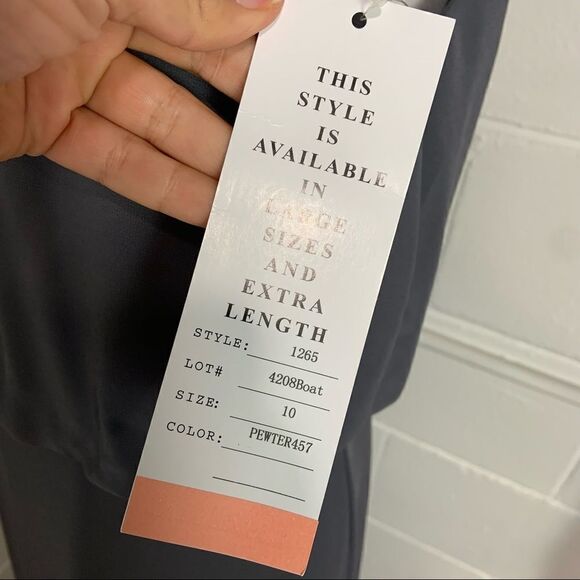 THIS
STYLE
IS
AVAILABLE
IN
LARGE
SIZES
AND
EXTRA
LENGTH
STYLE: 1265
LOT# 4208Boat
SIZE: 10
COLOR: PEWTER457